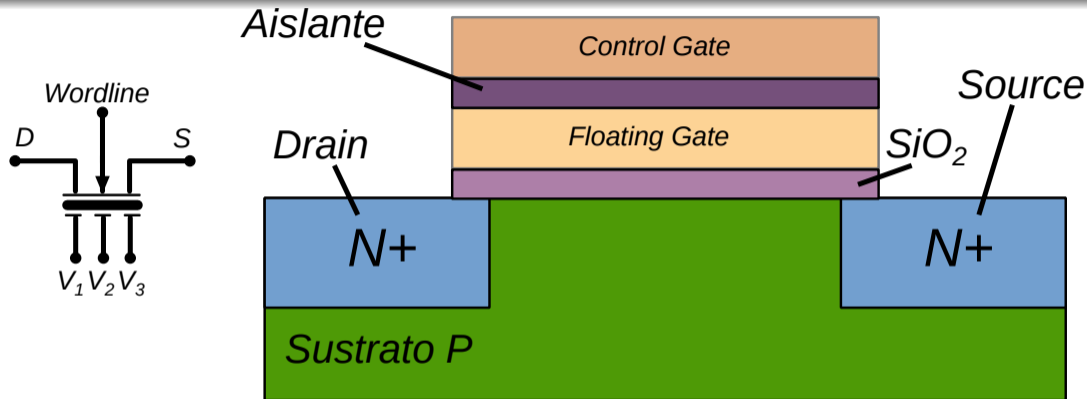 Aislante
Control Gate
Source
Wordline
D
S
Drain
Floating Gate
SiO₂
N+
N+
V₁ V₂ V₃
Sustrato P